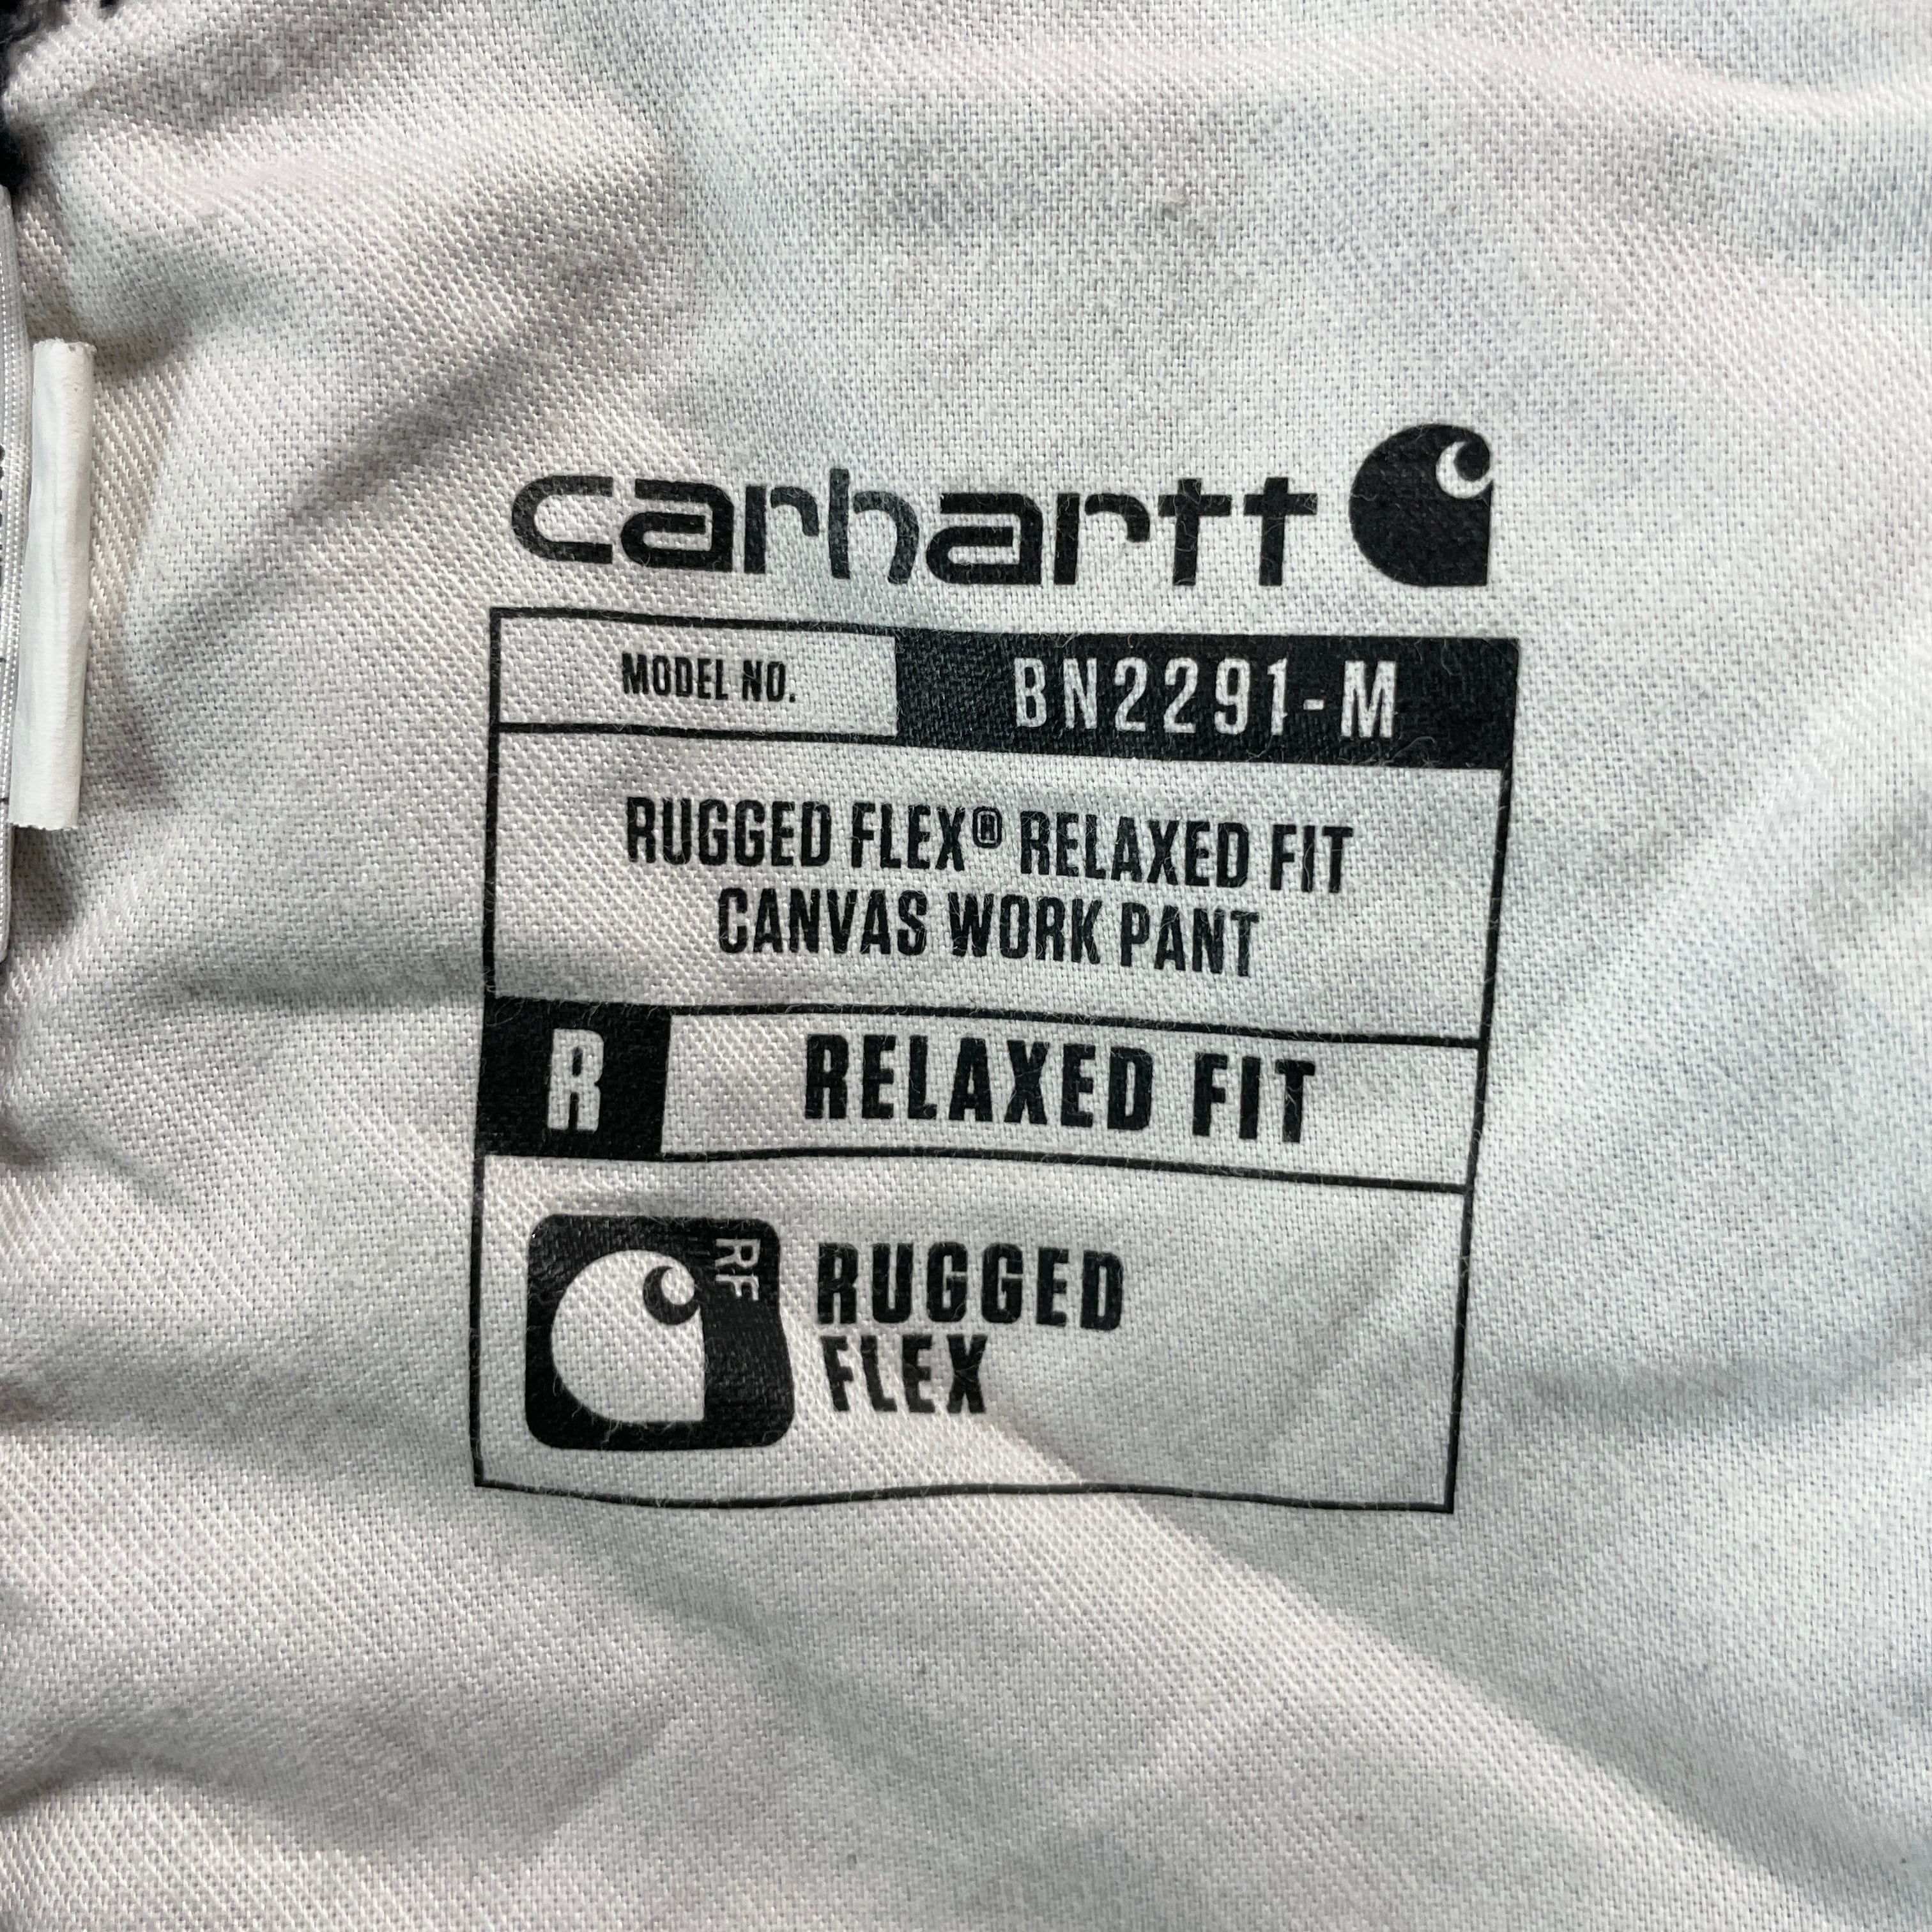 carhartt
MODEL NO. BN2291-M
RUGGED FLEX® RELAXED FIT
CANVAS WORK PANT
R RELAXED FIT
RF
RUGGED
FLEX